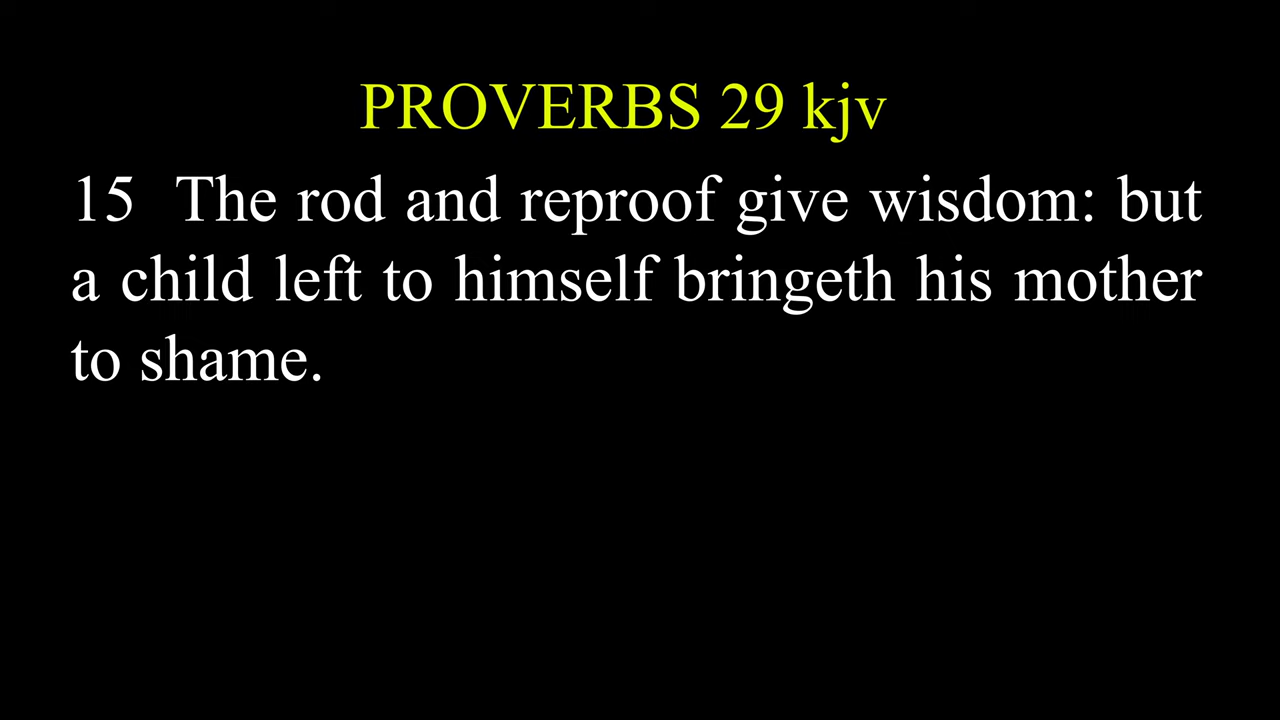 PROVERBS 29 kjv
15 The rod and reproof give wisdom: but
a child left to himself bringeth his mother
to shame.